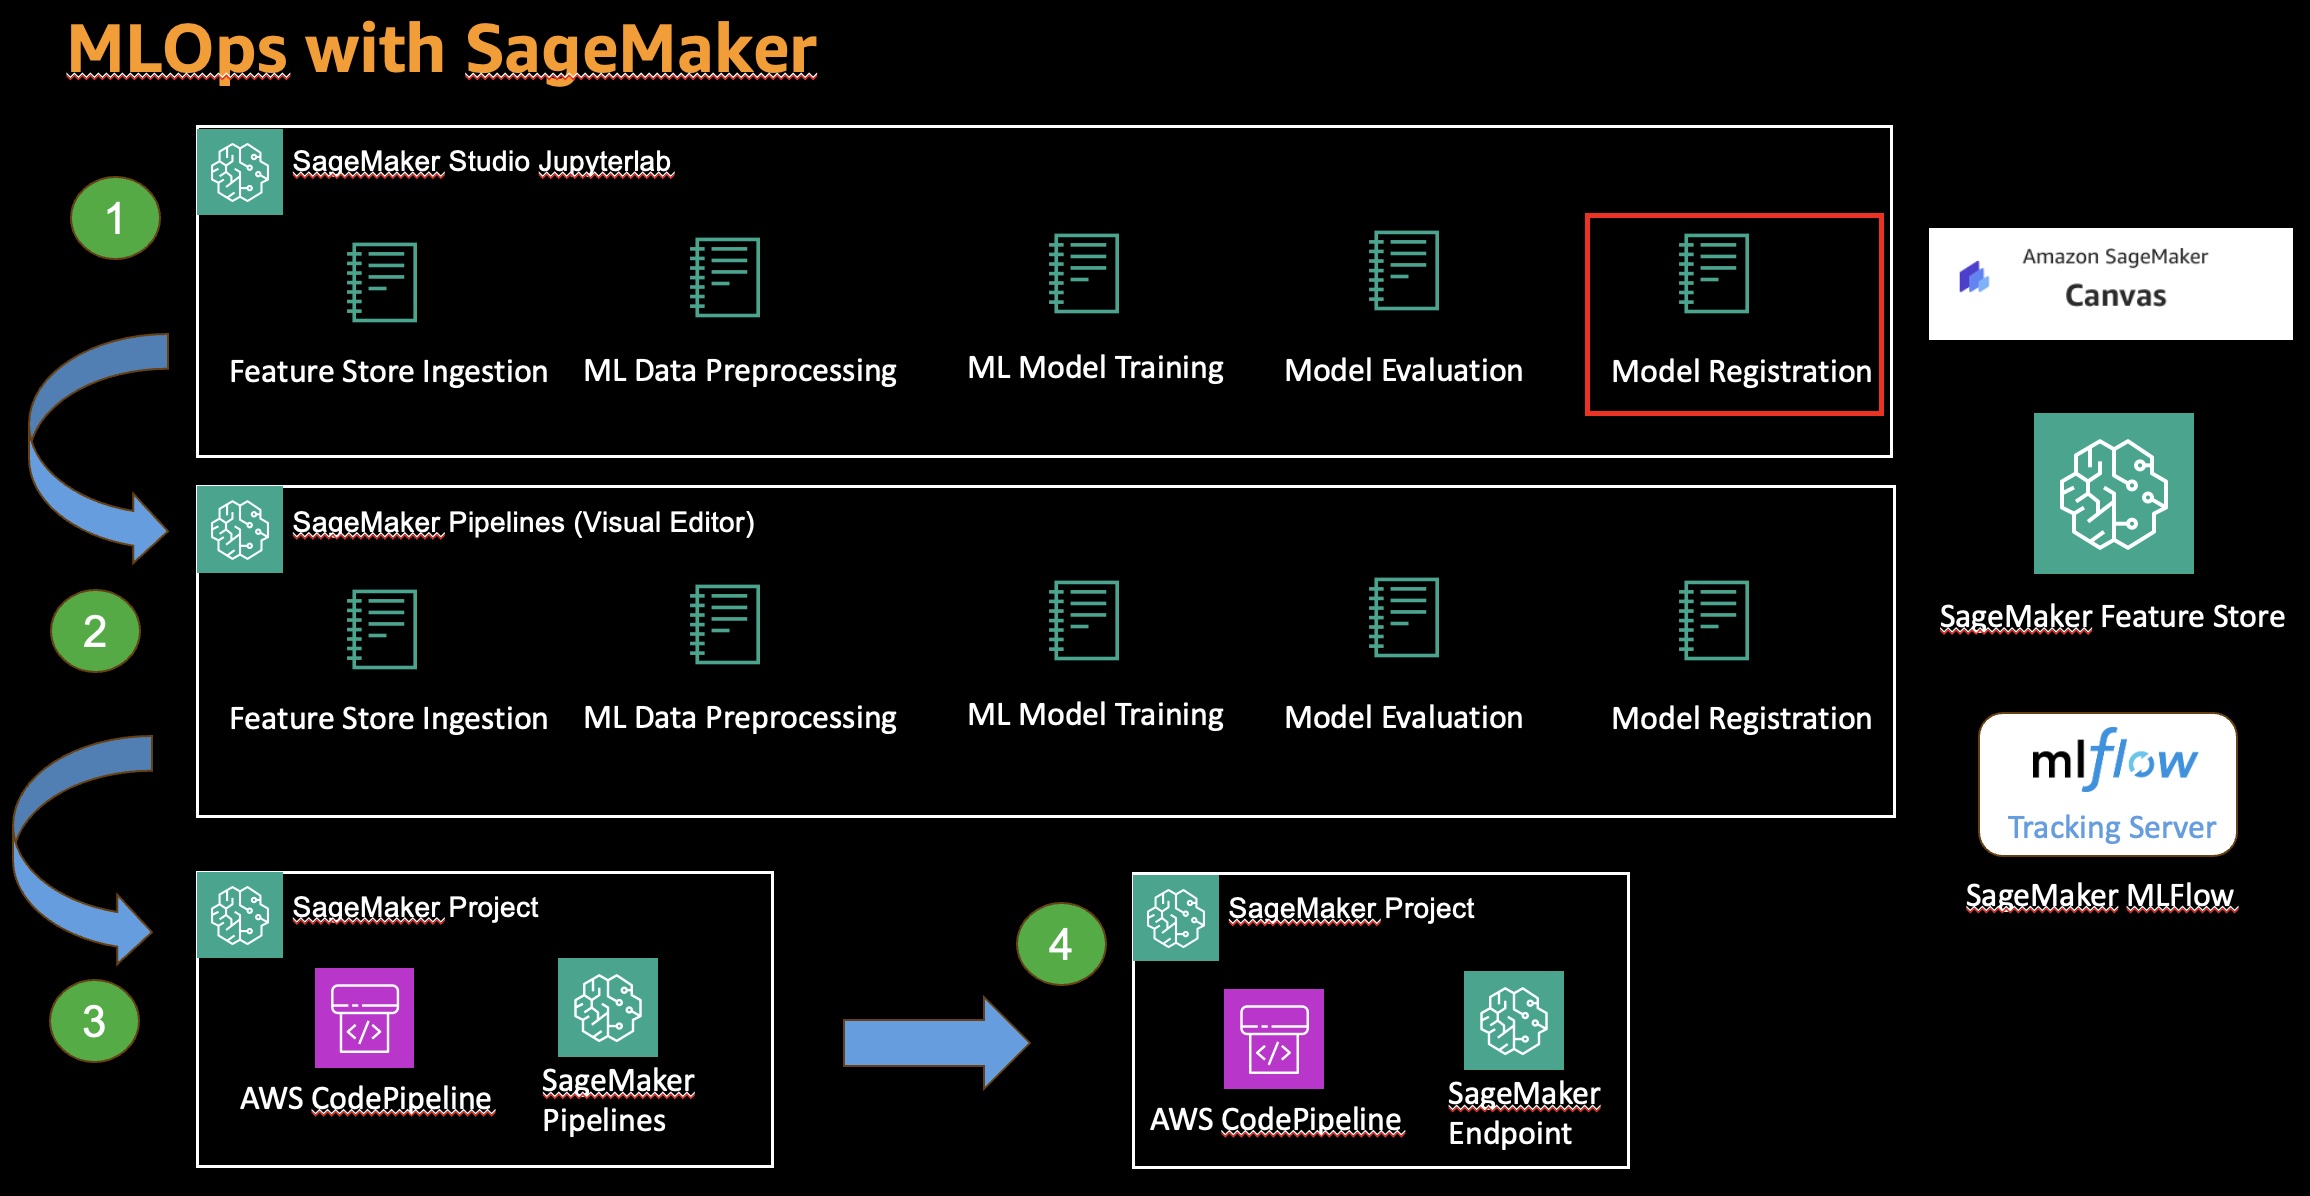 MLOps with SageMaker
1
SageMaker Studio Jupyterlab
Feature Store Ingestion
ML Data Preprocessing
ML Model Training
Model Evaluation
Model Registration
Amazon SageMaker
Canvas
SageMaker Feature Store
2
SageMaker Pipelines (Visual Editor)
Feature Store Ingestion
ML Data Preprocessing
ML Model Training
Model Evaluation
Model Registration
mlflow
Tracking Server
SageMaker MLFlow
3
SageMaker Project
</>
AWS CodePipeline
SageMaker
Pipelines
4
SageMaker Project
</>
AWS CodePipeline
SageMaker
Endpoint